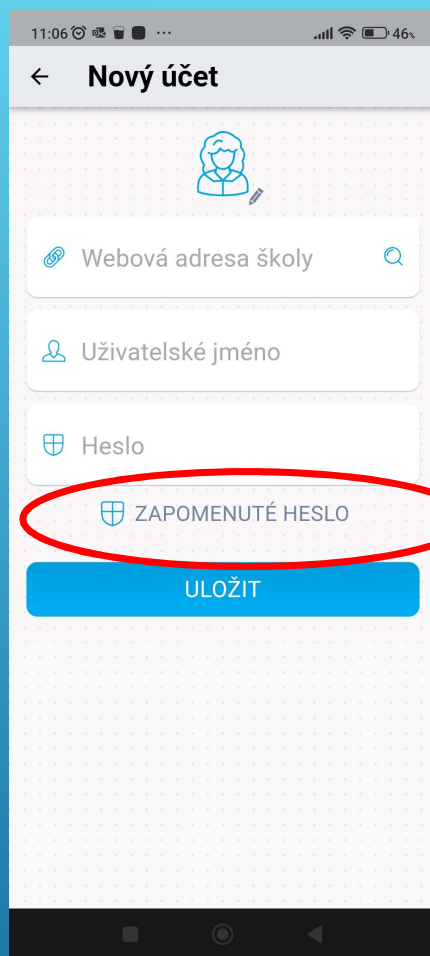 11:06 ... 46%
Nový účet
Webová adresa školy
Uživatelské jméno
Heslo
ZAPOMENUTÉ HESLO
ULOŽIT